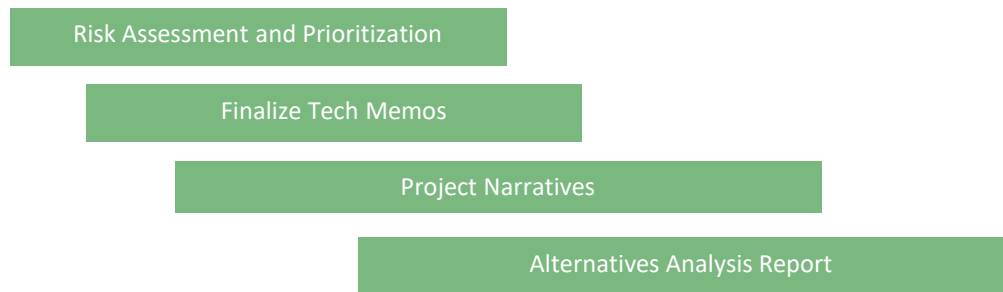 Risk Assessment and Prioritization
Finalize Tech Memos
Project Narratives
Alternatives Analysis Report